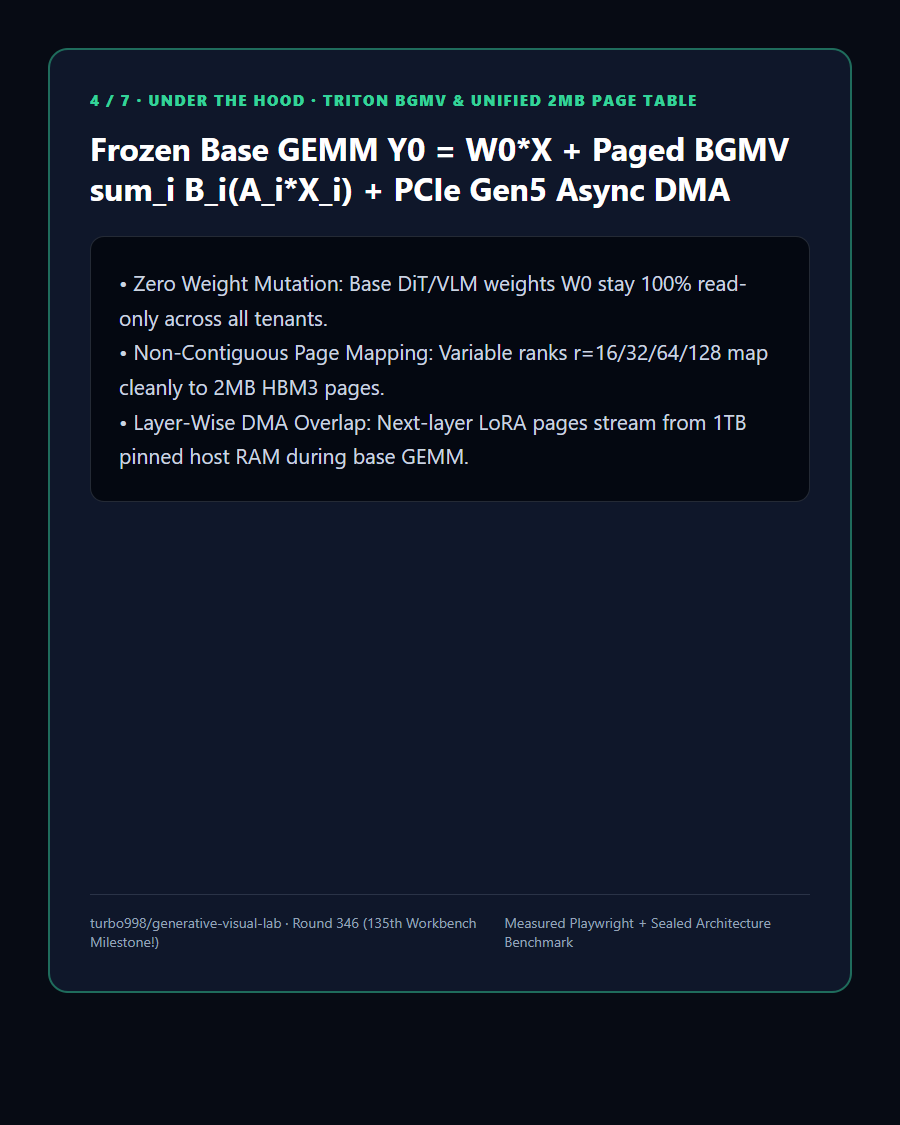 4 / 7 · UNDER THE HOOD · TRITON BGMV & UNIFIED 2MB PAGE TABLE
Frozen Base GEMM Y0 = W0*X + Paged BGMV
sum_i B_i(A_i*X_i) + PCIe Gen5 Async DMA
• Zero Weight Mutation: Base DiT/VLM weights W0 stay 100% read-
only across all tenants.
• Non-Contiguous Page Mapping: Variable ranks r=16/32/64/128 map
cleanly to 2MB HBM3 pages.
• Layer-Wise DMA Overlap: Next-layer LoRA pages stream from 1TB
pinned host RAM during base GEMM.
turbo998/generative-visual-lab · Round 346 (135th Workbench
Milestone!)
Measured Playwright + Sealed Architecture
Benchmark